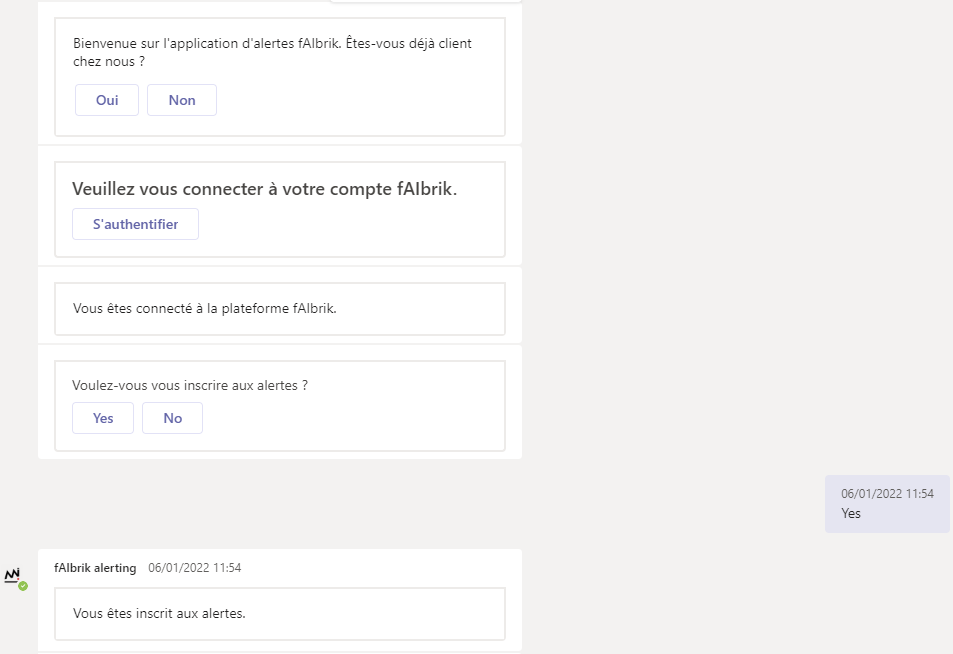 Bienvenue sur l'application d'alertes fAIbrik. Êtes-vous déjà client
chez nous ?
Oui
Non
Veuillez vous connecter à votre compte fAIbrik.
S'authentifier
Vous êtes connecté à la plateforme fAIbrik.
Voulez-vous vous inscrire aux alertes ?
Yes
No
06/01/2022 11:54
Yes
fAIbrik alerting 06/01/2022 11:54
Vous êtes inscrit aux alertes.